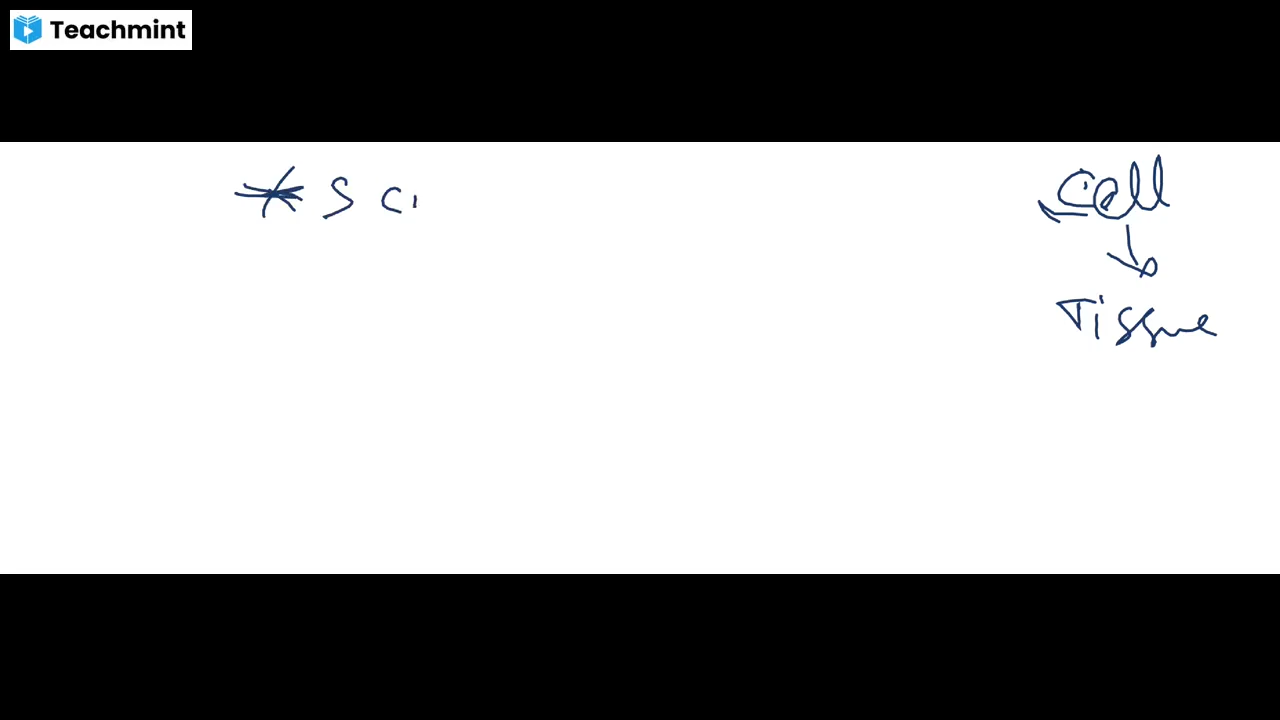 Teachmint
* S C
Cell
↓
Tissue